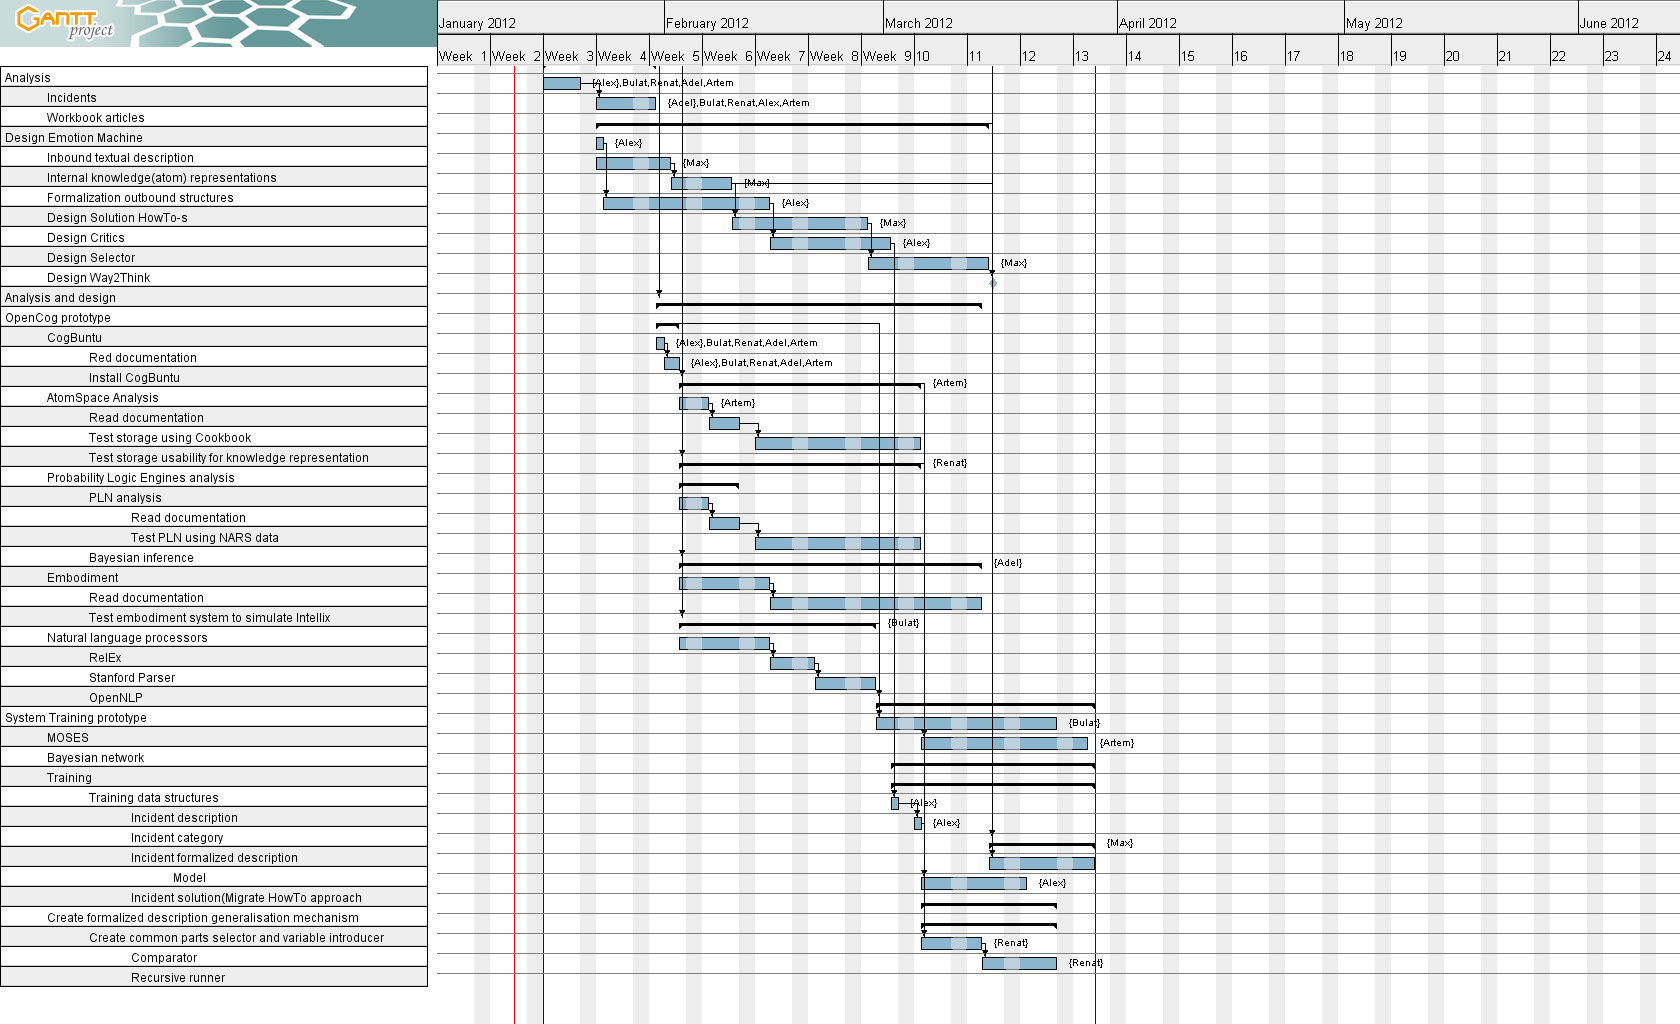 GANTT
project
January 2012
February 2012
March 2012
April 2012
May 2012
June 2012
Week 1 Week 2 Week 3 Week 4 Week 5 Week 6 Week 7 Week 8 Week 9 10 11 12 13 14 15 16 17 18 19 20 21 22 23 24
Analysis
{Alex},Bulat,Renat,Adel,Artem
Incidents
{Adel},Bulat,Renat,Alex,Artem
Workbook articles
Design Emotion Machine
{Alex}
Inbound textual description
{Max}
Internal knowledge(atom) representations
{Max}
Formalization outbound structures
{Alex}
Design Solution HowTo-s
{Max}
Design Critics
{Alex}
Design Selector
{Max}
Design Way2Think
Analysis and design
OpenCog prototype
CogBuntu
{Alex},Bulat,Renat,Adel,Artem
Red documentation
{Alex},Bulat,Renat,Adel,Artem
Install CogBuntu
{Artem}
AtomSpace Analysis
{Artem}
Read documentation
Test storage using Cookbook
Test storage usability for knowledge representation
{Renat}
Probability Logic Engines analysis
PLN analysis
Read documentation
Test PLN using NARS data
Bayesian inference
{Adel}
Embodiment
Read documentation
Test embodiment system to simulate Intellix
{Bulat}
Natural language processors
RelEx
Stanford Parser
OpenNLP
System Training prototype
{Bulat}
MOSES
{Artem}
Bayesian network
Training
Training data structures
{Alex}
Incident description
{Alex}
Incident category
{Max}
Incident formalized description
Model
{Alex}
Incident solution(Migrate HowTo approach
Create formalized description generalisation mechanism
Create common parts selector and variable introducer
{Renat}
Comparator
{Renat}
Recursive runner